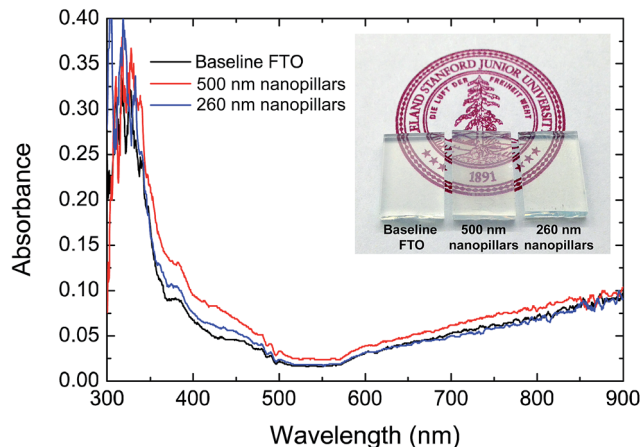 0.40
0.35
0.30
0.25
0.20
0.15
0.10
0.05
0.00
Absorbance
Baseline FTO
500 nm nanopillars
260 nm nanopillars
LELAND STANFORD JUNIOR UNIVERSITY
DIE LUFT DER FREIHEIT WEHT
1891
Baseline
FTO
500 nm
nanopillars
260 nm
nanopillars
300 400 500 600 700 800 900
Wavelength (nm)